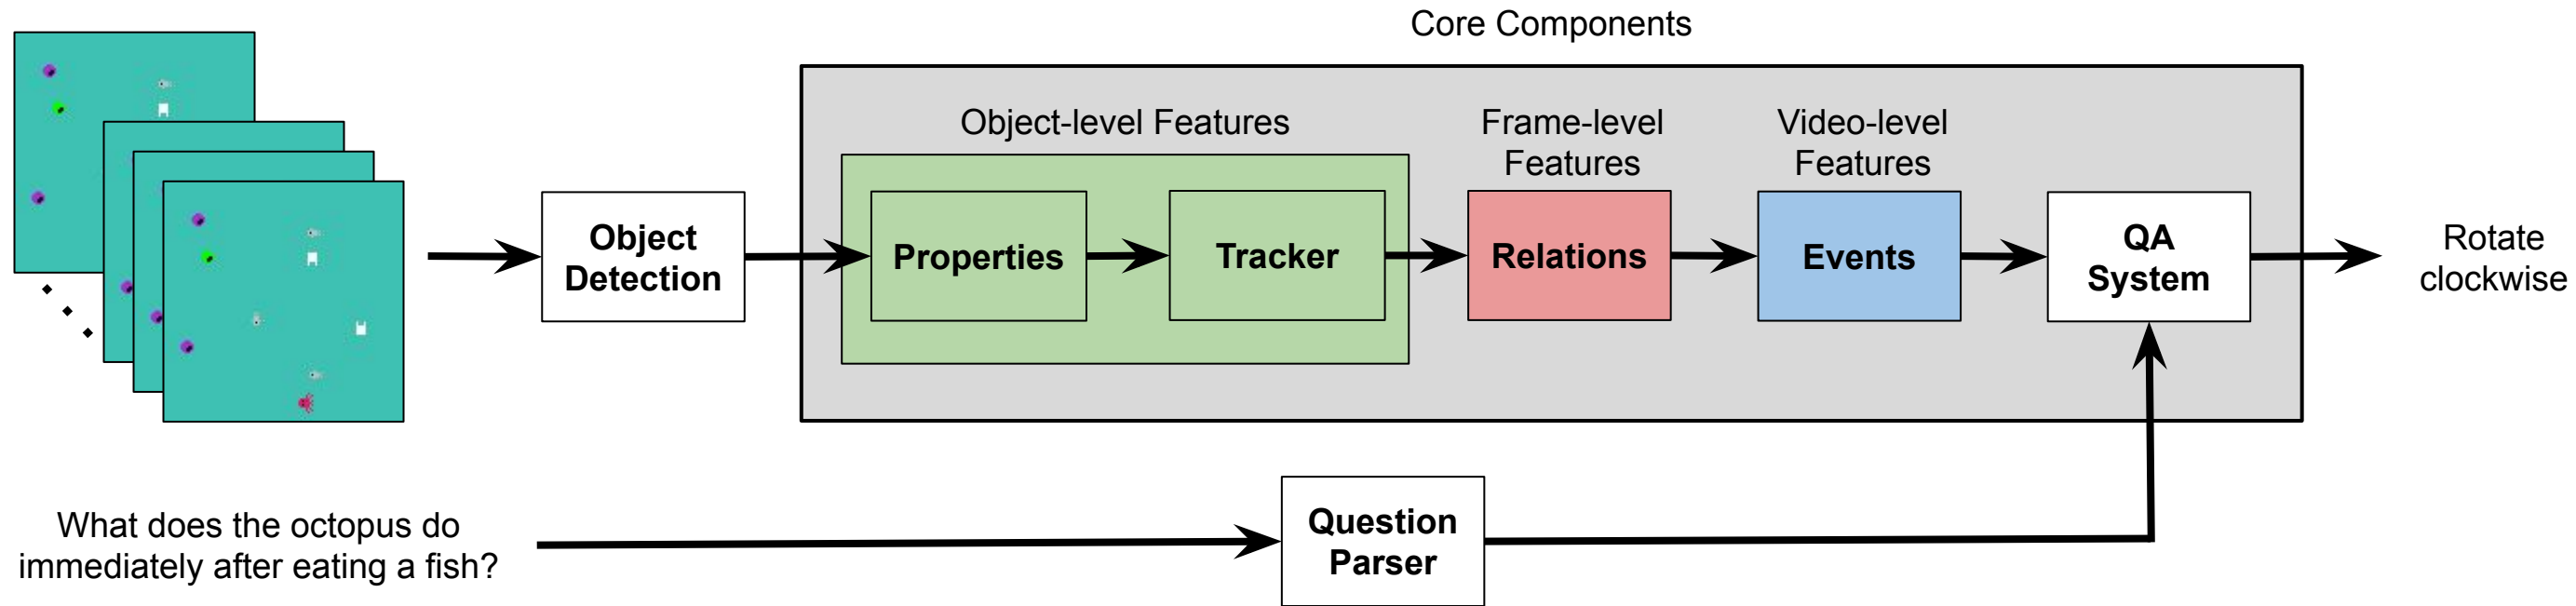 Core Components
Object-level Features
Frame-level
Features
Video-level
Features
Object
Detection
Properties
Tracker
Relations
Events
QA
System
Rotate
clockwise
What does the octopus do
immediately after eating a fish?
Question
Parser